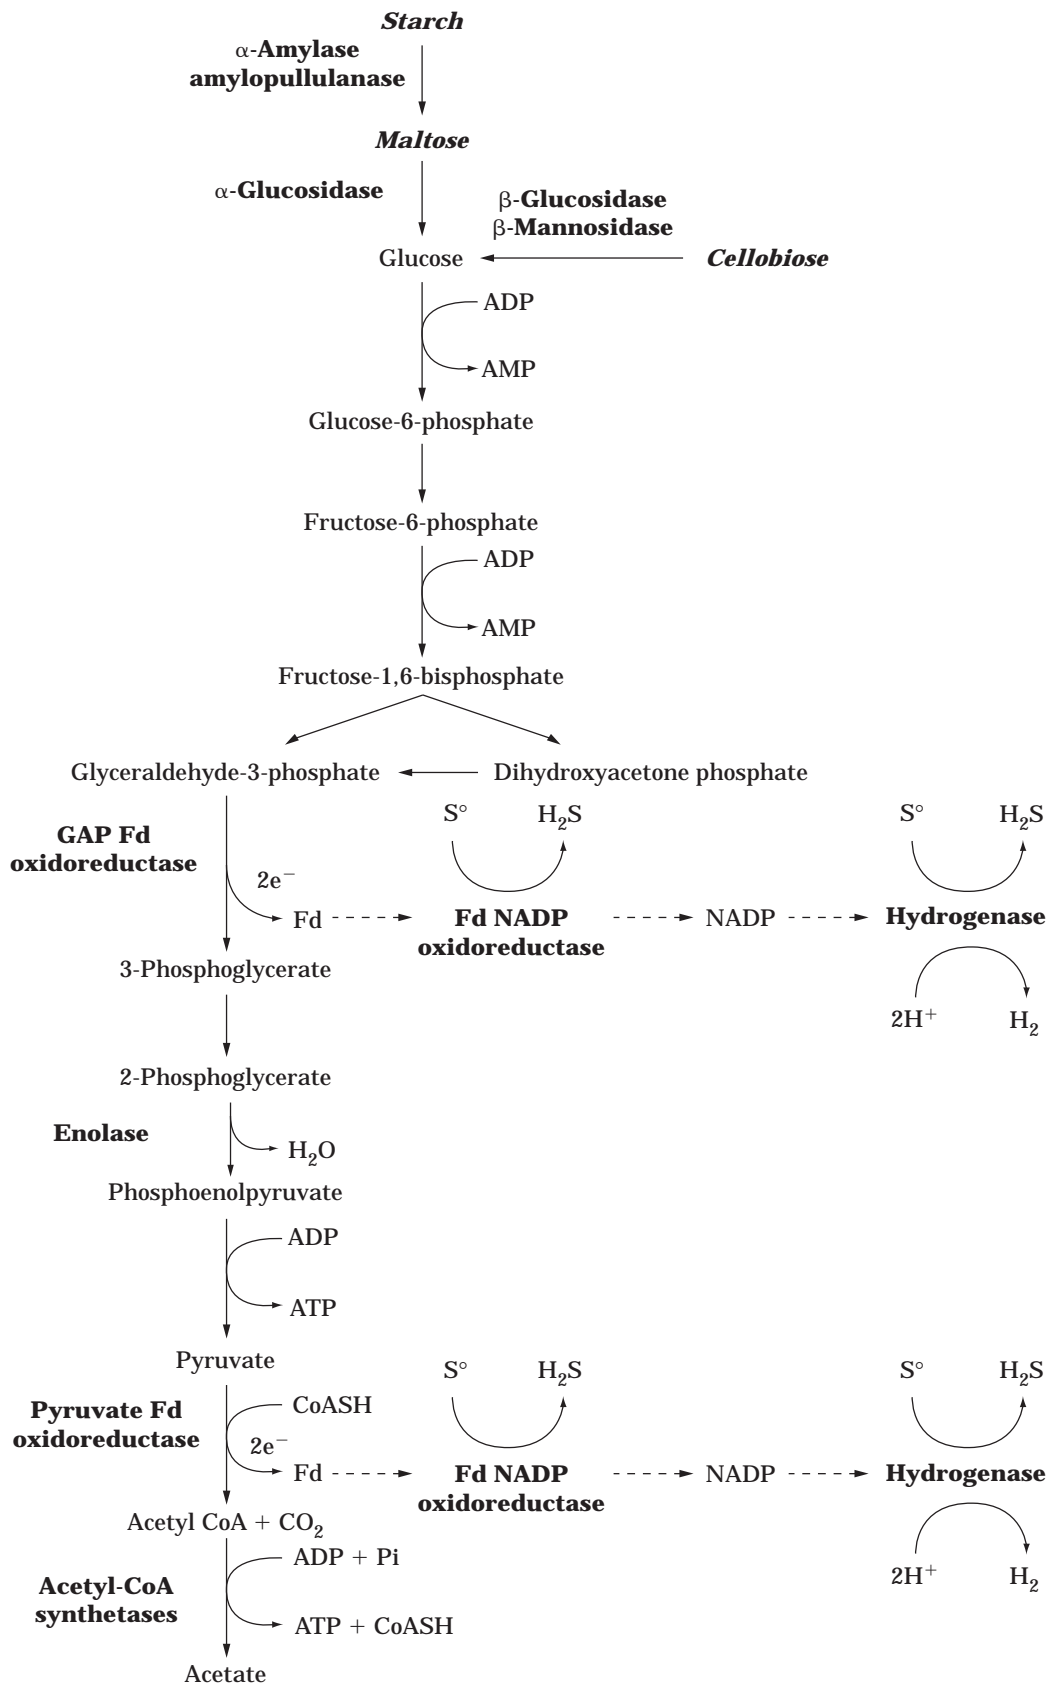 Starch
α-Amylase
amylopullulanase
Maltose
α-Glucosidase
β-Glucosidase
β-Mannosidase
Glucose
Cellobiose
ADP
AMP
Glucose-6-phosphate
Fructose-6-phosphate
ADP
AMP
Fructose-1,6-bisphosphate
Glyceraldehyde-3-phosphate
Dihydroxyacetone phosphate
GAP Fd
oxidoreductase
2e⁻
Fd
S°
H₂S
Fd NADP
oxidoreductase
NADP
S°
H₂S
Hydrogenase
2H⁺
H₂
3-Phosphoglycerate
2-Phosphoglycerate
Enolase
H₂O
Phosphoenolpyruvate
ADP
ATP
Pyruvate
Pyruvate Fd
oxidoreductase
CoASH
2e⁻
Fd
S°
H₂S
Fd NADP
oxidoreductase
NADP
S°
H₂S
Hydrogenase
2H⁺
H₂
Acetyl CoA + CO₂
Acetyl-CoA
synthetases
ADP + Pi
ATP + CoASH
Acetate